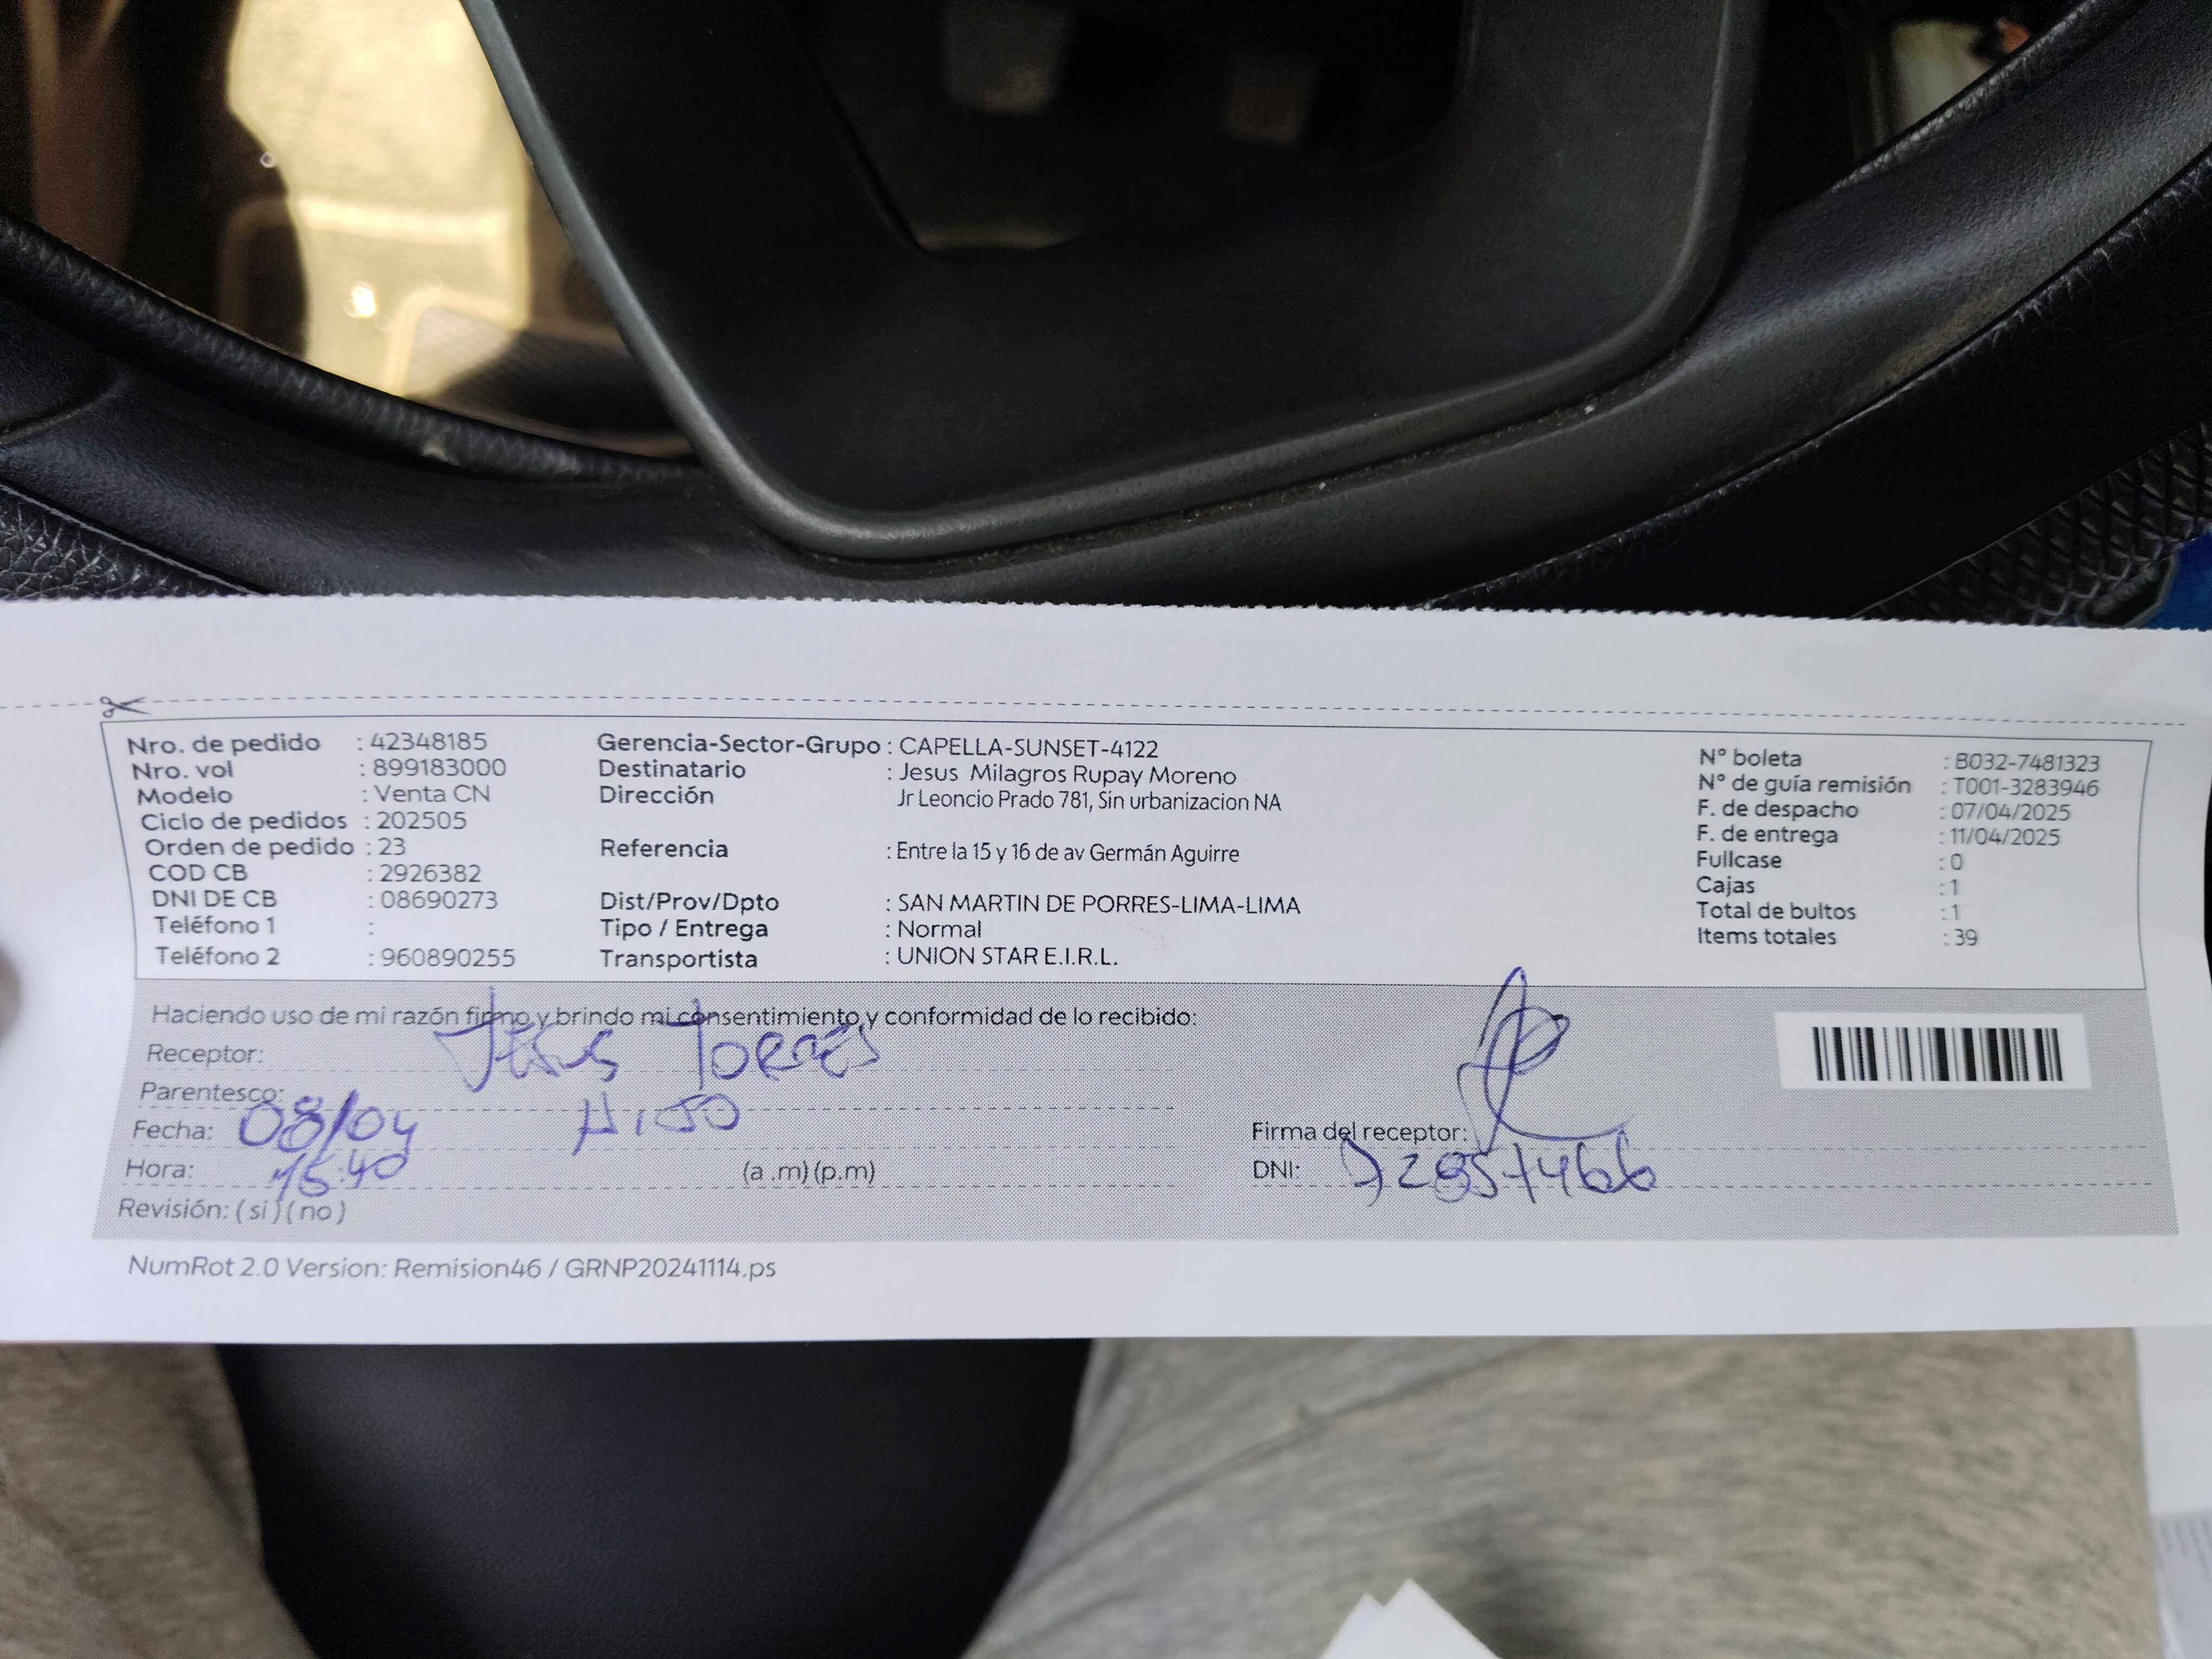 Nro. de pedido : 42348185
Nro. vol : 899183000
Modelo : Venta CN
Ciclo de pedidos : 202505
Orden de pedido : 23
COD CB : 2926382
DNI DE CB : 08690273
Teléfono 1 :
Teléfono 2 : 960890255
Gerencia-Sector-Grupo : CAPELLA-SUNSET-4122
Destinatario : Jesus Milagros Rupay Moreno
Dirección Jr Leoncio Prado 781, Sin urbanizacion NA
Referencia : Entre la 15 y 16 de av Germán Aguirre
Dist/Prov/Dpto : SAN MARTIN DE PORRES-LIMA-LIMA
Tipo / Entrega : Normal
Transportista : UNION STAR E.I.R.L.
N° boleta : B032-7481323
N° de guía remisión : T001-3283946
F. de despacho : 07/04/2025
F. de entrega : 11/04/2025
Fullcase : 0
Cajas : 1
Total de bultos : 1
Items totales : 39
Haciendo uso de mi razón firmo y brindo mi consentimiento y conformidad de lo recibido:
Receptor: Jesus Torres
Parentesco: HIJO
Fecha: 08/04
Hora: 15:40 (a .m) (p.m)
Revisión: ( si ) ( no )
Firma del receptor:
DNI:
NumRot 2.0 Version: Remision46 / GRNP20241114.ps